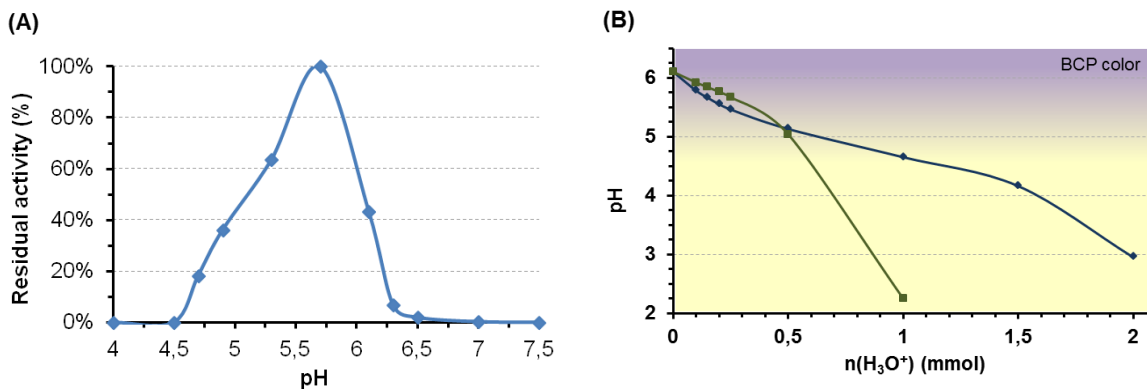 (A)
Residual activity (%)
100%
80%
60%
40%
20%
0%
4 4,5 5 5,5 6 6,5 7 7,5
pH
(B)
BCP color
pH
6
5
4
3
2
0 0,5 1 1,5 2
n(H₃O⁺) (mmol)